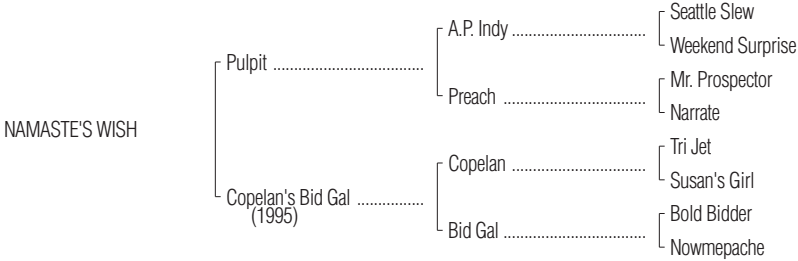 NAMASTE'S WISH
Pulpit ....................................
Copelan's Bid Gal ................
(1995)
A.P. Indy ................................
Preach ..................................
Copelan ................................
Bid Gal ..................................
Seattle Slew
Weekend Surprise
Mr. Prospector
Narrate
Tri Jet
Susan's Girl
Bold Bidder
Nowmepache